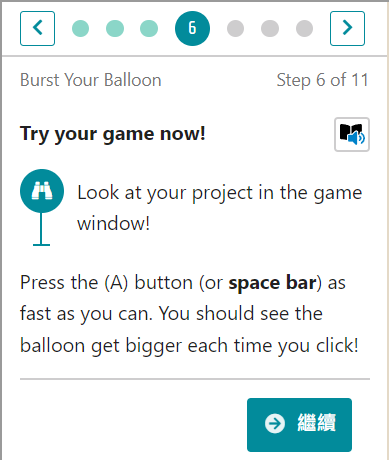 6
Burst Your Balloon
Step 6 of 11
Try your game now!
Look at your project in the game
window!
Press the (A) button (or space bar) as
fast as you can. You should see the
balloon get bigger each time you click!
繼續